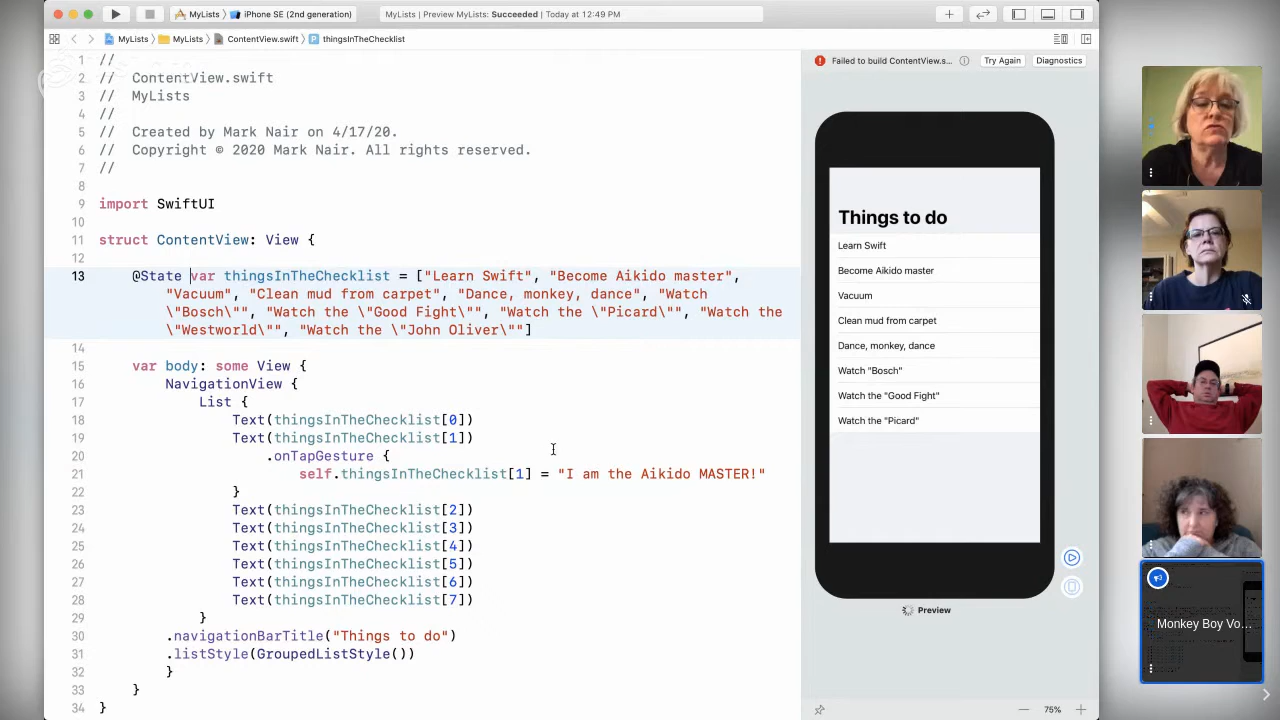 MyLists
iPhone SE (2nd generation)
MyLists | Preview MyLists: Succeeded | Today at 12:49 PM
MyLists
MyLists
ContentView.swift
P thingsInTheChecklist
1 //
2 // ContentView.swift
3 // MyLists
4 //
5 // Created by Mark Nair on 4/17/20.
6 // Copyright © 2020 Mark Nair. All rights reserved.
7 //
8
9 import SwiftUI
10
11 struct ContentView: View {
12
13 @State var thingsInTheChecklist = ["Learn Swift", "Become Aikido master",
"Vacuum", "Clean mud from carpet", "Dance, monkey, dance", "Watch
\"Bosch\"", "Watch the \"Good Fight\"", "Watch the \"Picard\"", "Watch the
\"Westworld\"", "Watch the \"John Oliver\""]
14
15 var body: some View {
16 NavigationView {
17 List {
18 Text(thingsInTheChecklist[0])
19 Text(thingsInTheChecklist[1])
20 .onTapGesture {
21 self.thingsInTheChecklist[1] = "I am the Aikido MASTER!"
22 }
23 Text(thingsInTheChecklist[2])
24 Text(thingsInTheChecklist[3])
25 Text(thingsInTheChecklist[4])
26 Text(thingsInTheChecklist[5])
27 Text(thingsInTheChecklist[6])
28 Text(thingsInTheChecklist[7])
29 }
30 .navigationBarTitle("Things to do")
31 .listStyle(GroupedListStyle())
32 }
33 }
34 }
Failed to build ContentView.s...
Try Again
Diagnostics
Things to do
Learn Swift
Become Aikido master
Vacuum
Clean mud from carpet
Dance, monkey, dance
Watch "Bosch"
Watch the "Good Fight"
Watch the "Picard"
Preview
75%
Monkey Boy Vo...